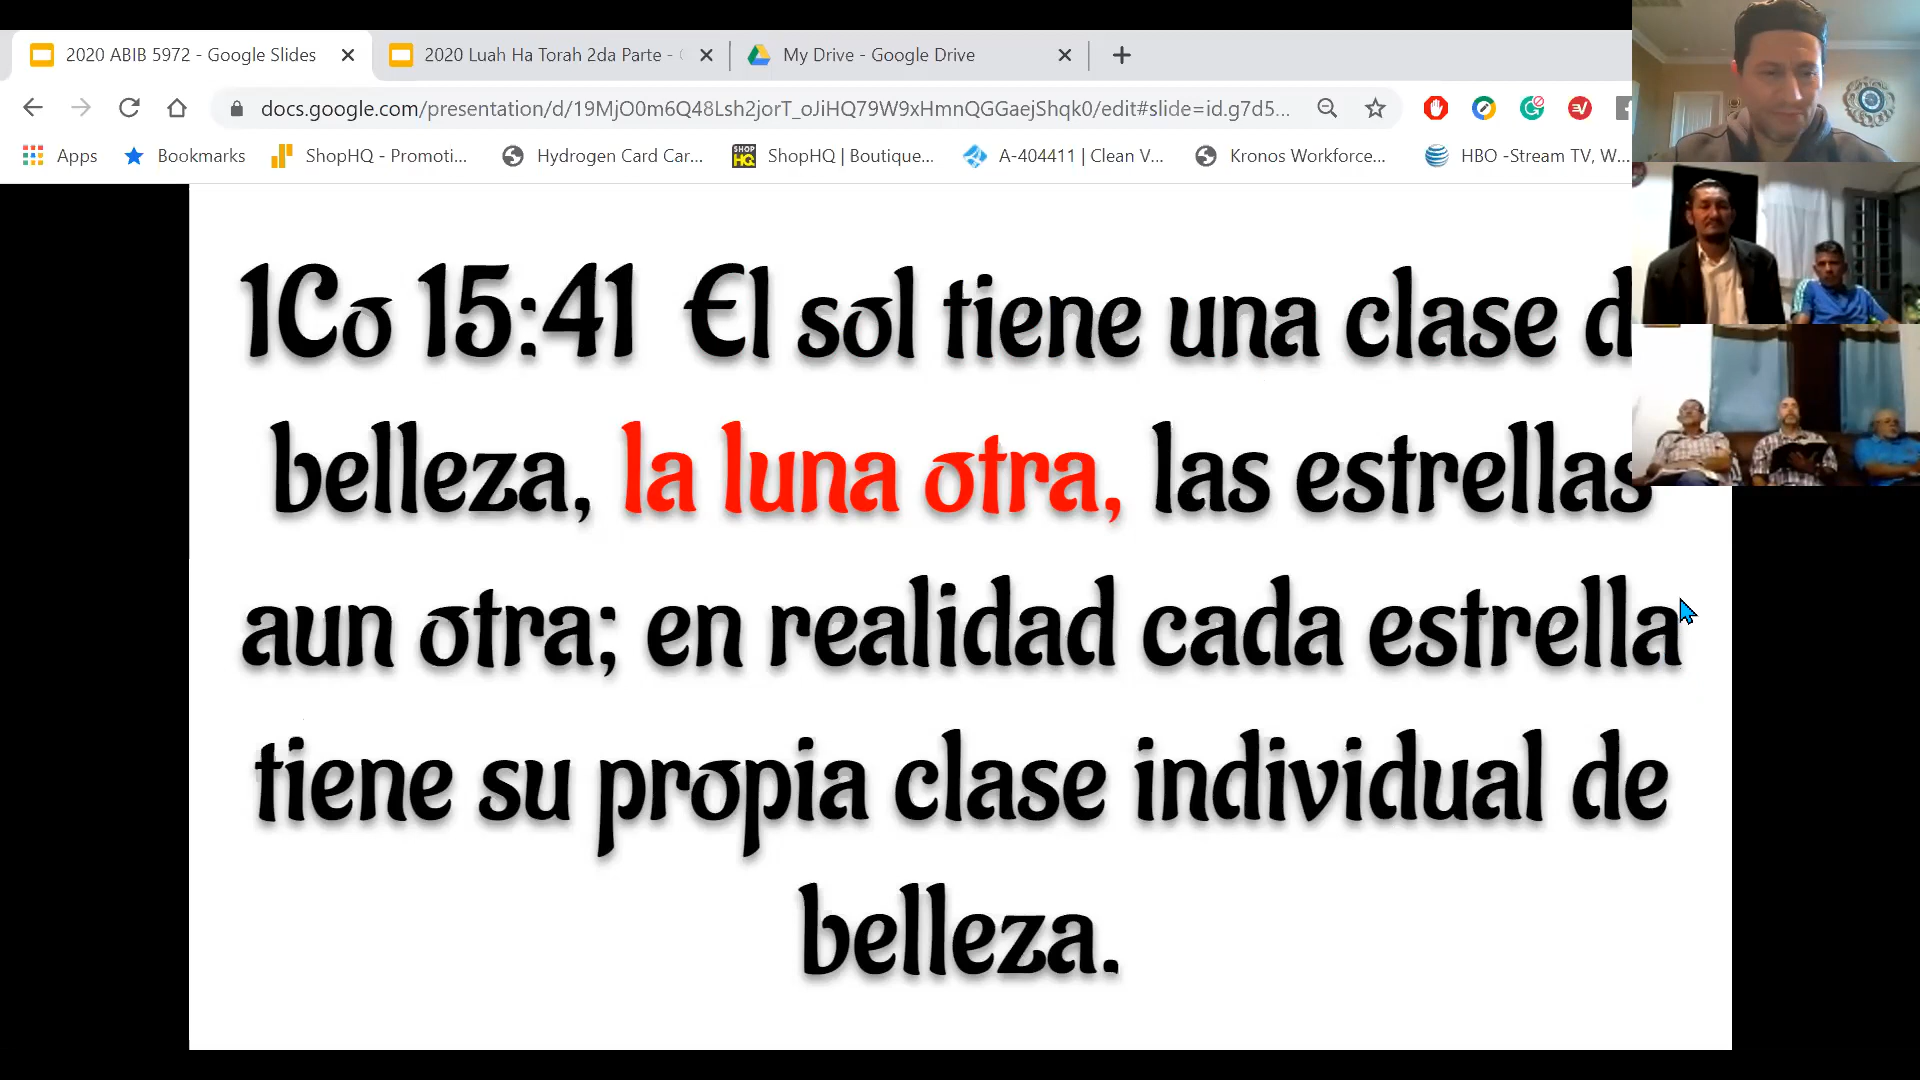 2020 ABIB 5972 - Google Slides
2020 Luah Ha Torah 2da Parte -
My Drive - Google Drive
docs.google.com/presentation/d/19MjO0m6Q48Lsh2jorT_oJiHQ79W9xHmnQGGaejShqk0/edit#slide=id.g7d5...
Apps
Bookmarks
ShopHQ - Promoti...
Hydrogen Card Car...
SHOP HQ
ShopHQ | Boutique...
A-404411 | Clean V...
Kronos Workforce...
HBO -Stream TV, W...
1Co 15:41 El sol tiene una clase d
belleza, la luna otra, las estrellas
aun otra; en realidad cada estrella
tiene su propia clase individual de
belleza.